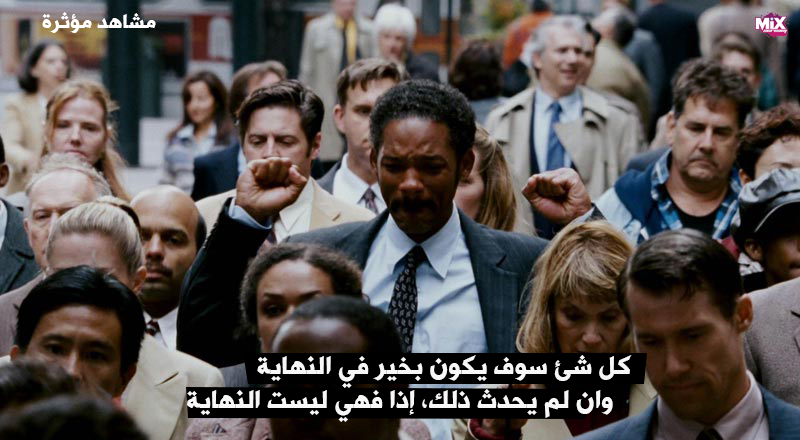 مشاهد مؤثرة
MiX
كل شئ سوف يكون بخير في النهاية
وان لم يحدث ذلك، إذا فهي ليست النهاية